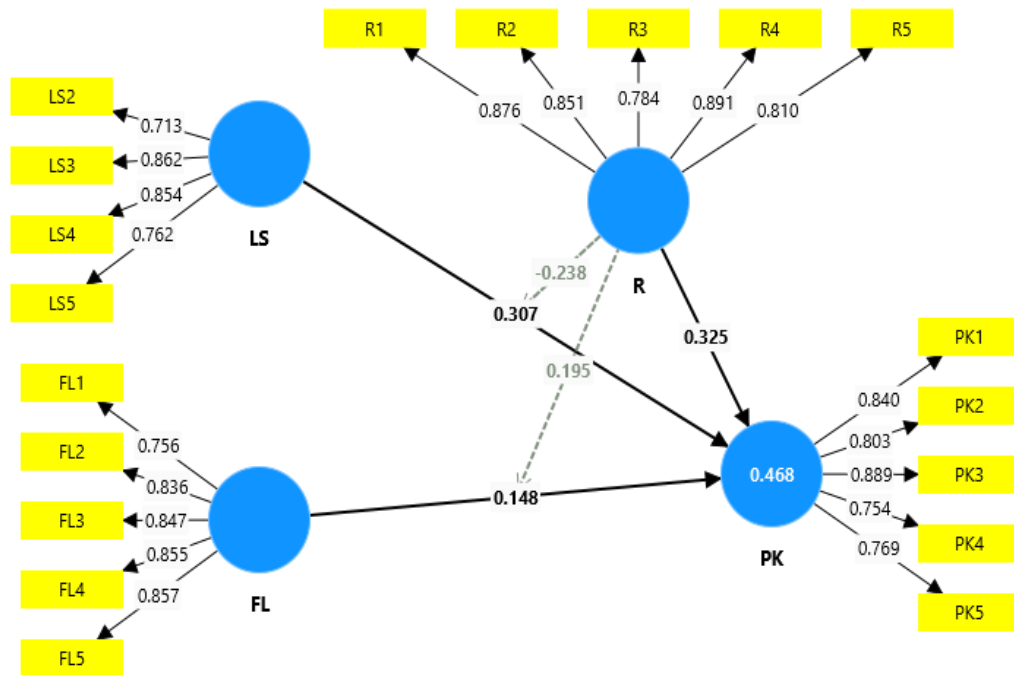 R1
R2
R3
R4
R5
0.876
0.851
0.784
0.891
0.810
LS2
LS3
LS4
LS5
0.713
0.862
0.854
0.762
LS
R
-0.238
0.307
0.195
0.325
0.148
FL1
FL2
FL3
FL4
FL5
0.756
0.836
0.847
0.855
0.857
FL
0.468
PK
0.840
0.803
0.889
0.754
0.769
PK1
PK2
PK3
PK4
PK5